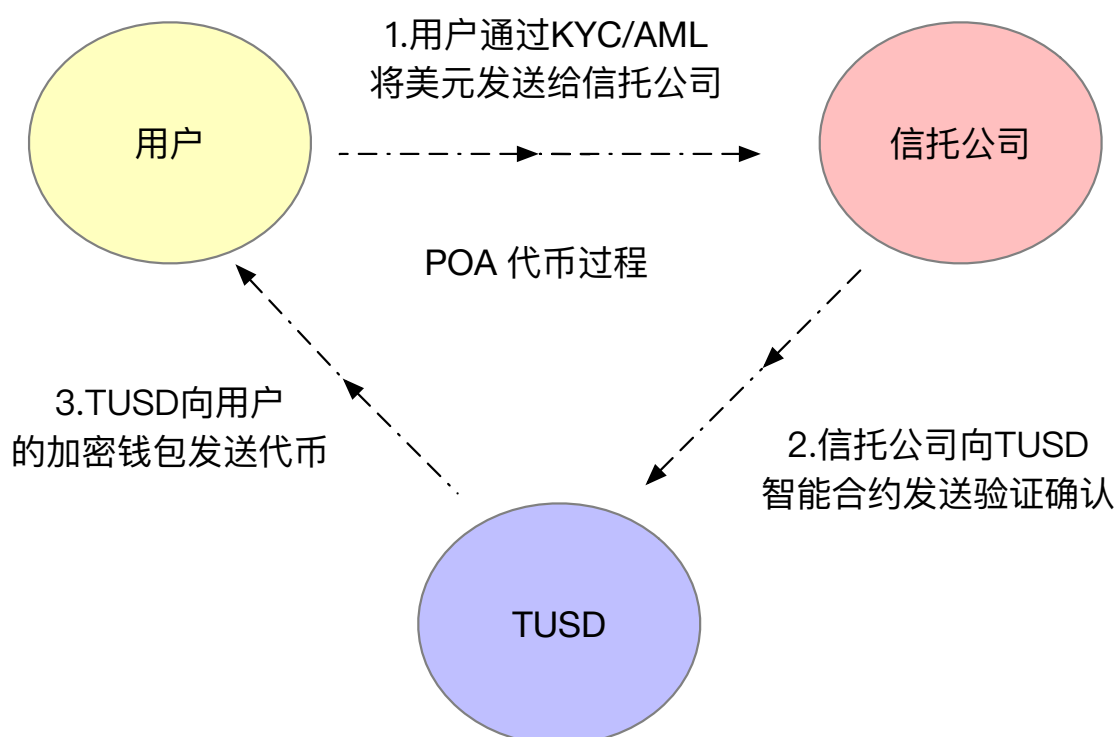 1.用户通过KYC/AML
将美元发送给信托公司
用户
信托公司
POA 代币过程
3.TUSD向用户
的加密钱包发送代币
2.信托公司向TUSD
智能合约发送验证确认
TUSD